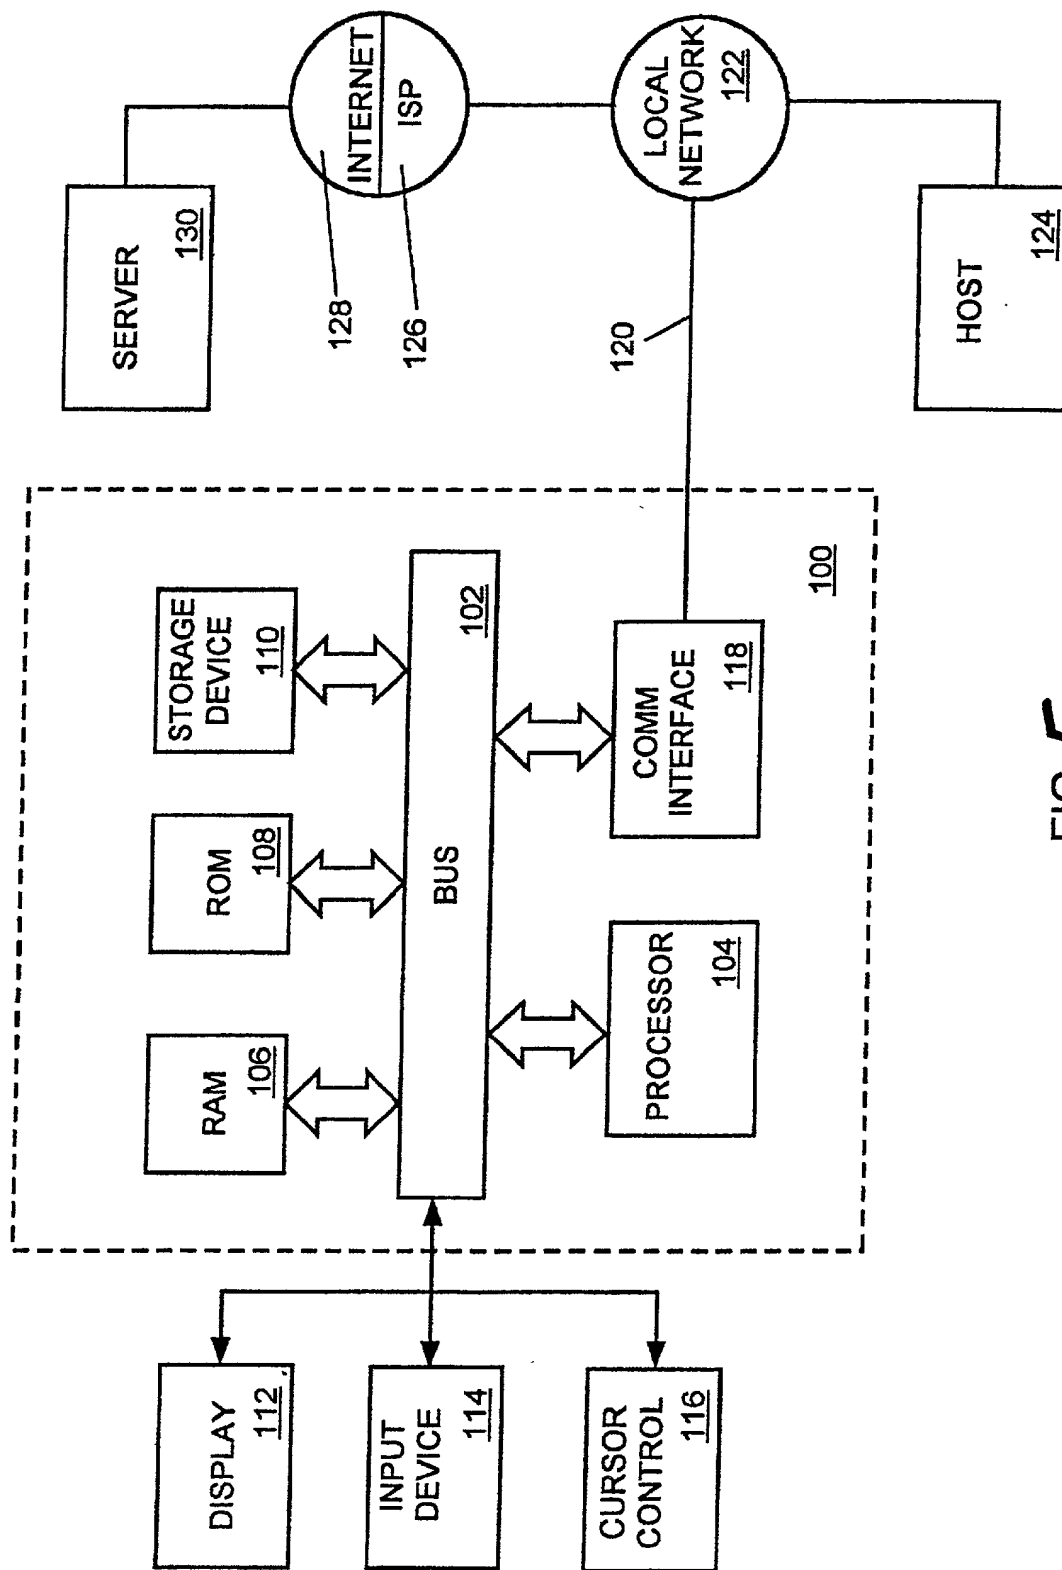 DISPLAY
112
INPUT
DEVICE
114
CURSOR
CONTROL
116
RAM
106
ROM
108
STORAGE
DEVICE
110
BUS
102
PROCESSOR
104
COMM
INTERFACE
118
100
SERVER
130
128
126
INTERNET
ISP
120
LOCAL
NETWORK
122
HOST
124
FIG.